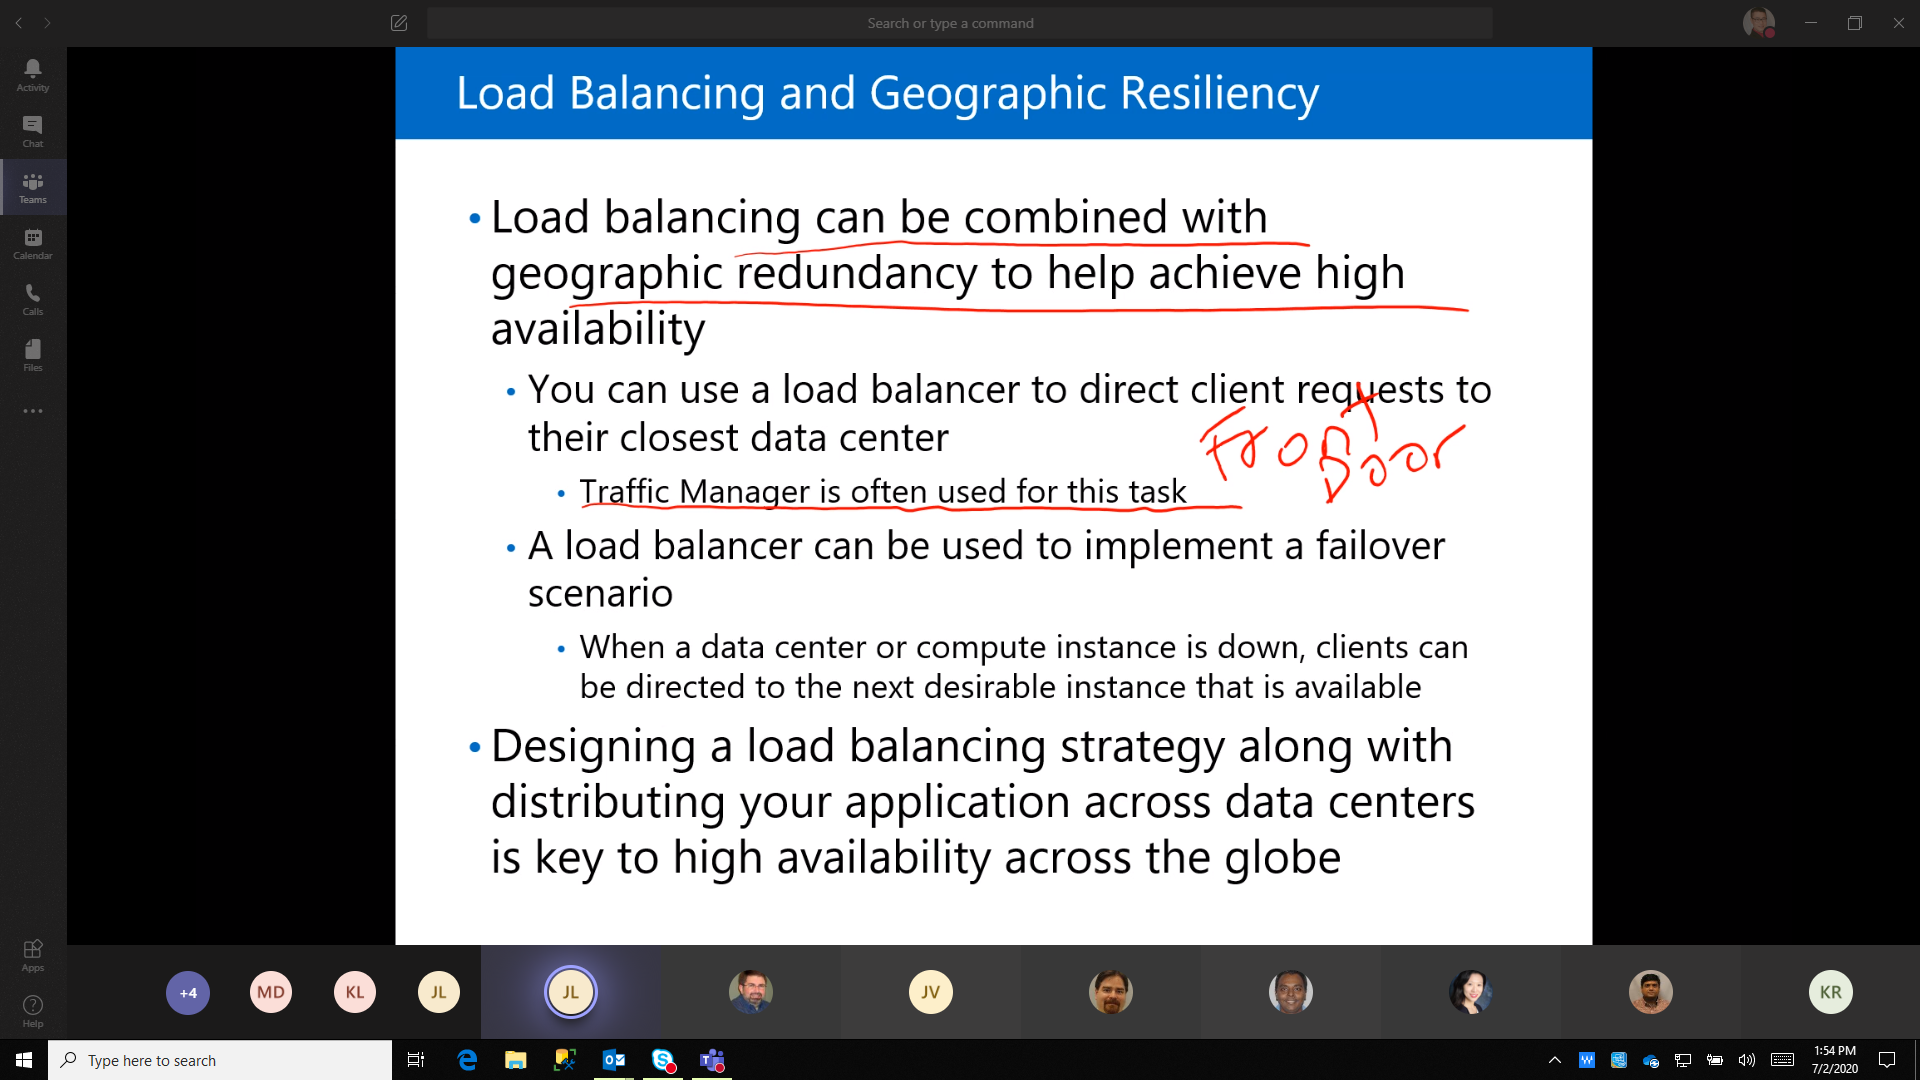 Search or type a command
Activity
Chat
Teams
Calendar
Calls
Files
Apps
Help
Load Balancing and Geographic Resiliency
• Load balancing can be combined with
geographic redundancy to help achieve high
availability
• You can use a load balancer to direct client requests to
their closest data center
Front
Door
• Traffic Manager is often used for this task
• A load balancer can be used to implement a failover
scenario
• When a data center or compute instance is down, clients can
be directed to the next desirable instance that is available
• Designing a load balancing strategy along with
distributing your application across data centers
is key to high availability across the globe
+4
MD
KL
JL
JL
JV
KR
Type here to search
1:54 PM
7/2/2020